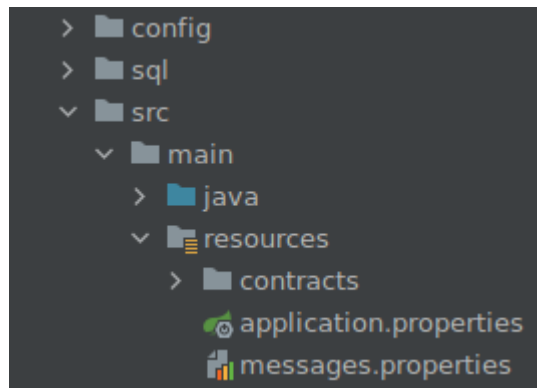 config
sql
src
main
java
resources
contracts
application.properties
messages.properties